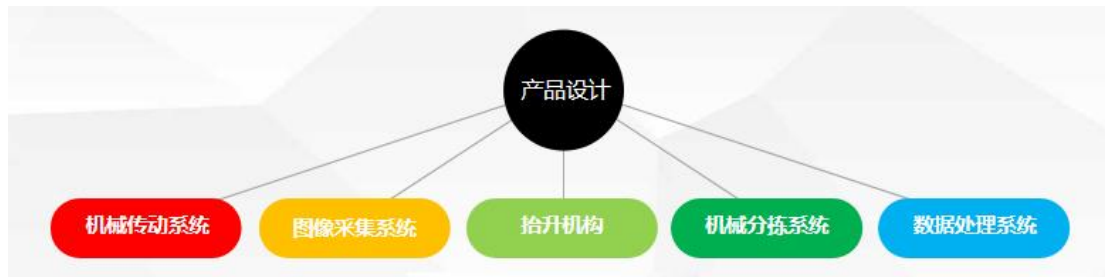 产品设计
机械传动系统
图像采集系统
抬升机构
机械分拣系统
数据处理系统